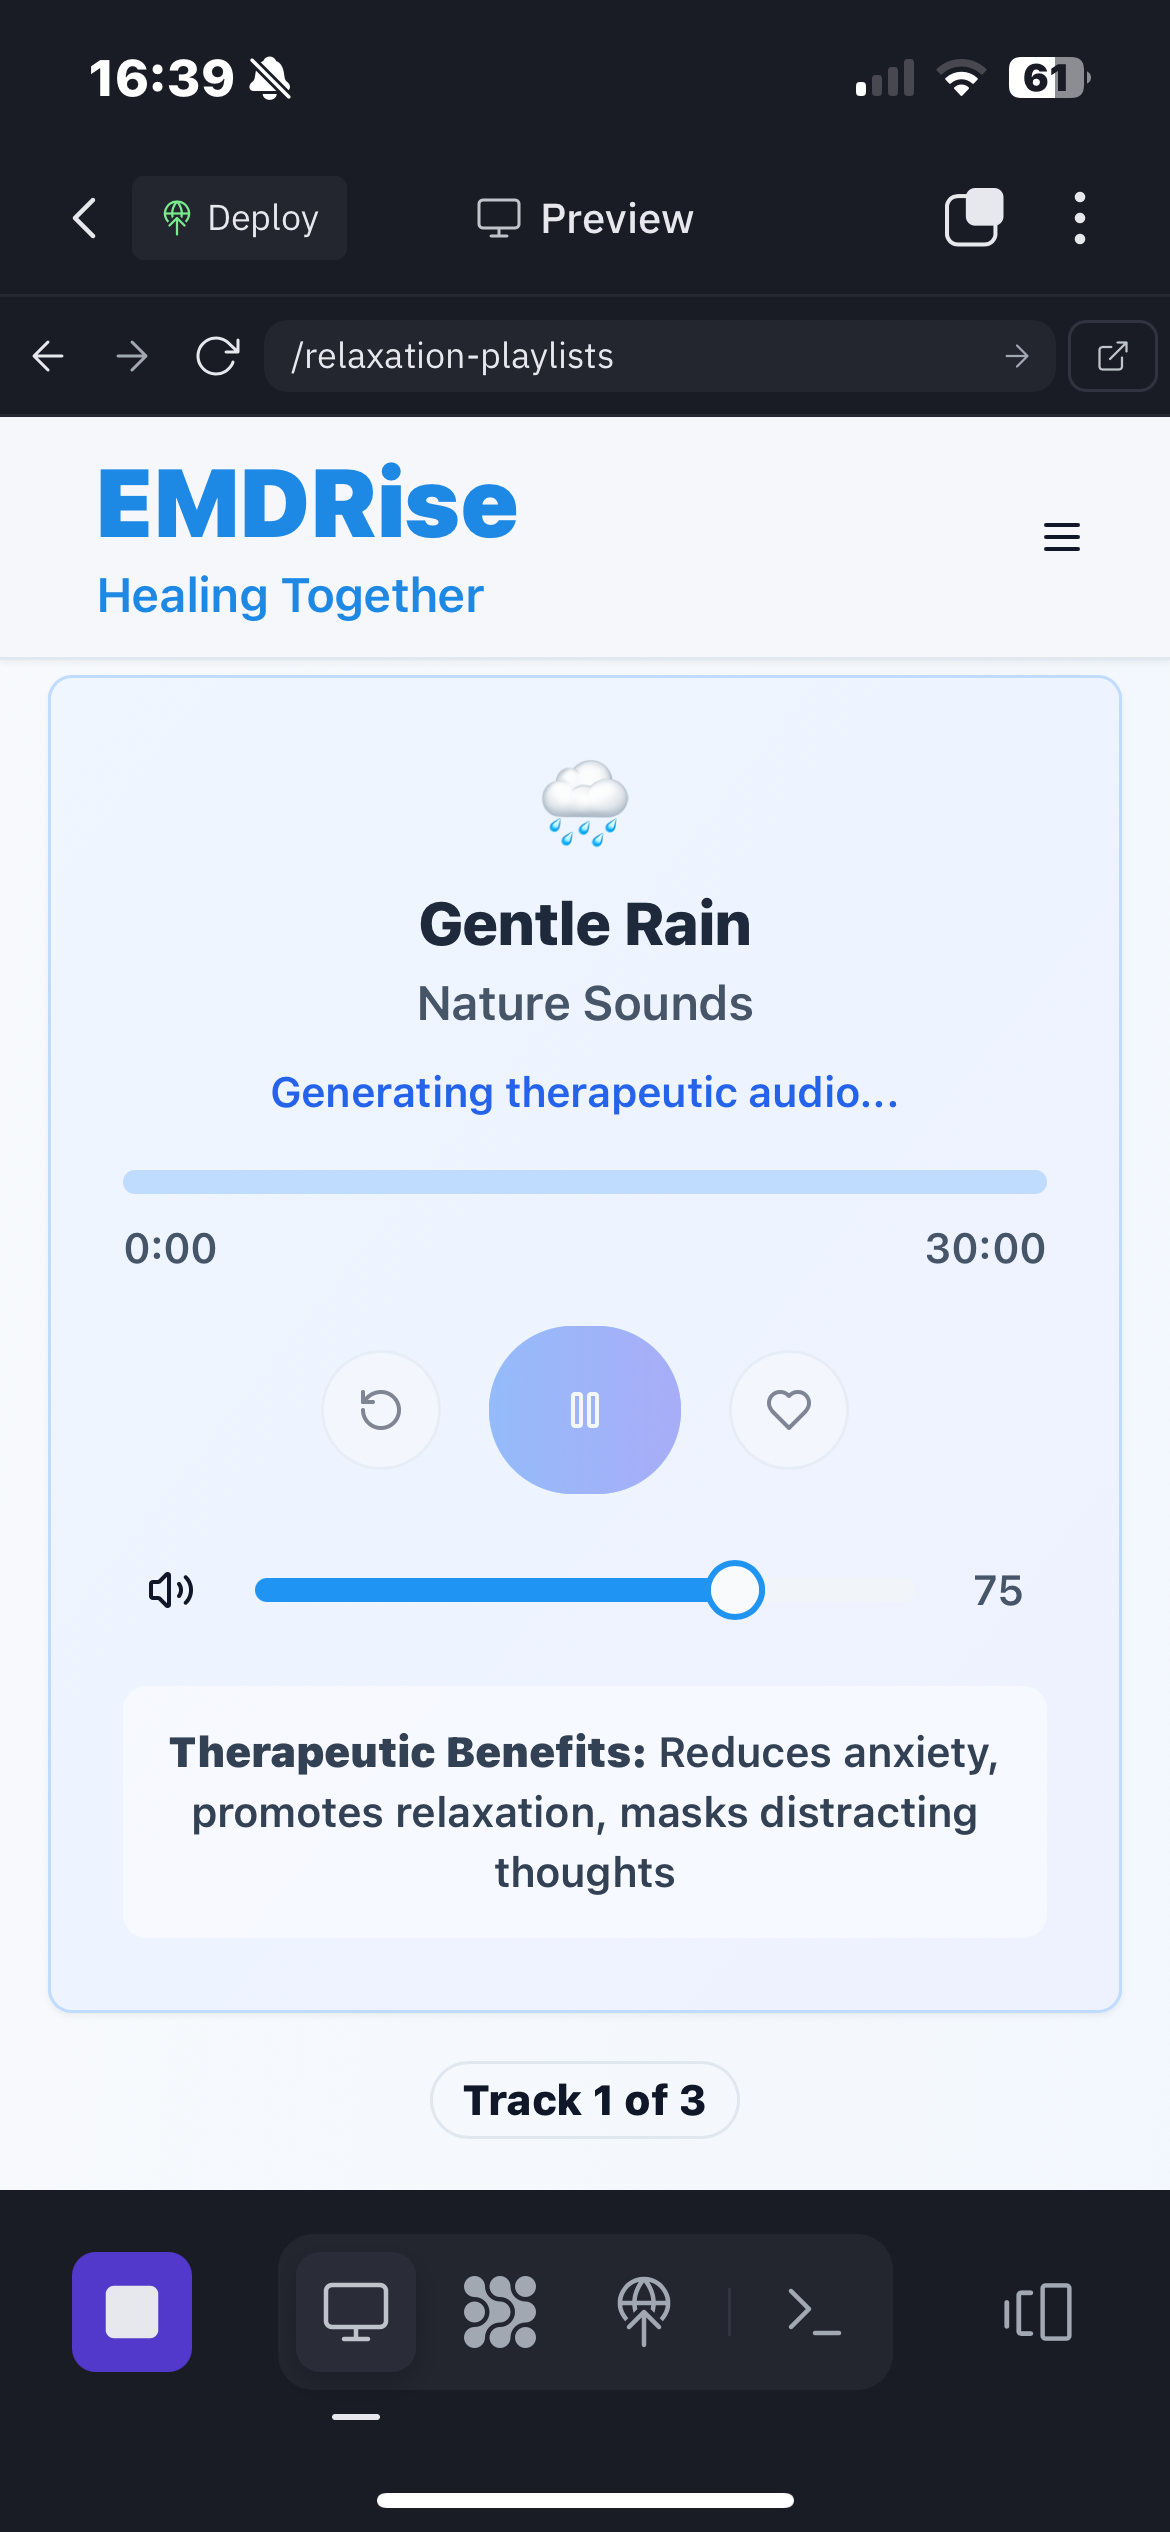 16:39
61
Deploy
Preview
/relaxation-playlists
EMDRise
Healing Together
Gentle Rain
Nature Sounds
Generating therapeutic audio...
0:00
30:00
75
Therapeutic Benefits: Reduces anxiety,
promotes relaxation, masks distracting
thoughts
Track 1 of 3